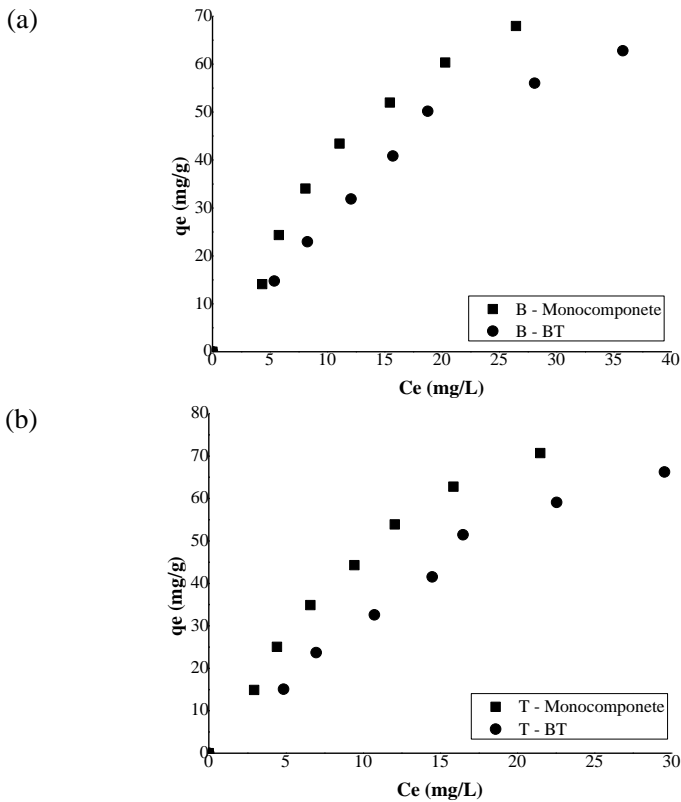 (a)
70
60
50
40
30
20
10
0
qe (mg/g)
B - Monocomponete
B - BT
0 5 10 15 20 25 30 35 40
Ce (mg/L)
(b)
80
70
60
50
40
30
20
10
0
qe (mg/g)
T - Monocomponete
T - BT
0 5 10 15 20 25 30
Ce (mg/L)